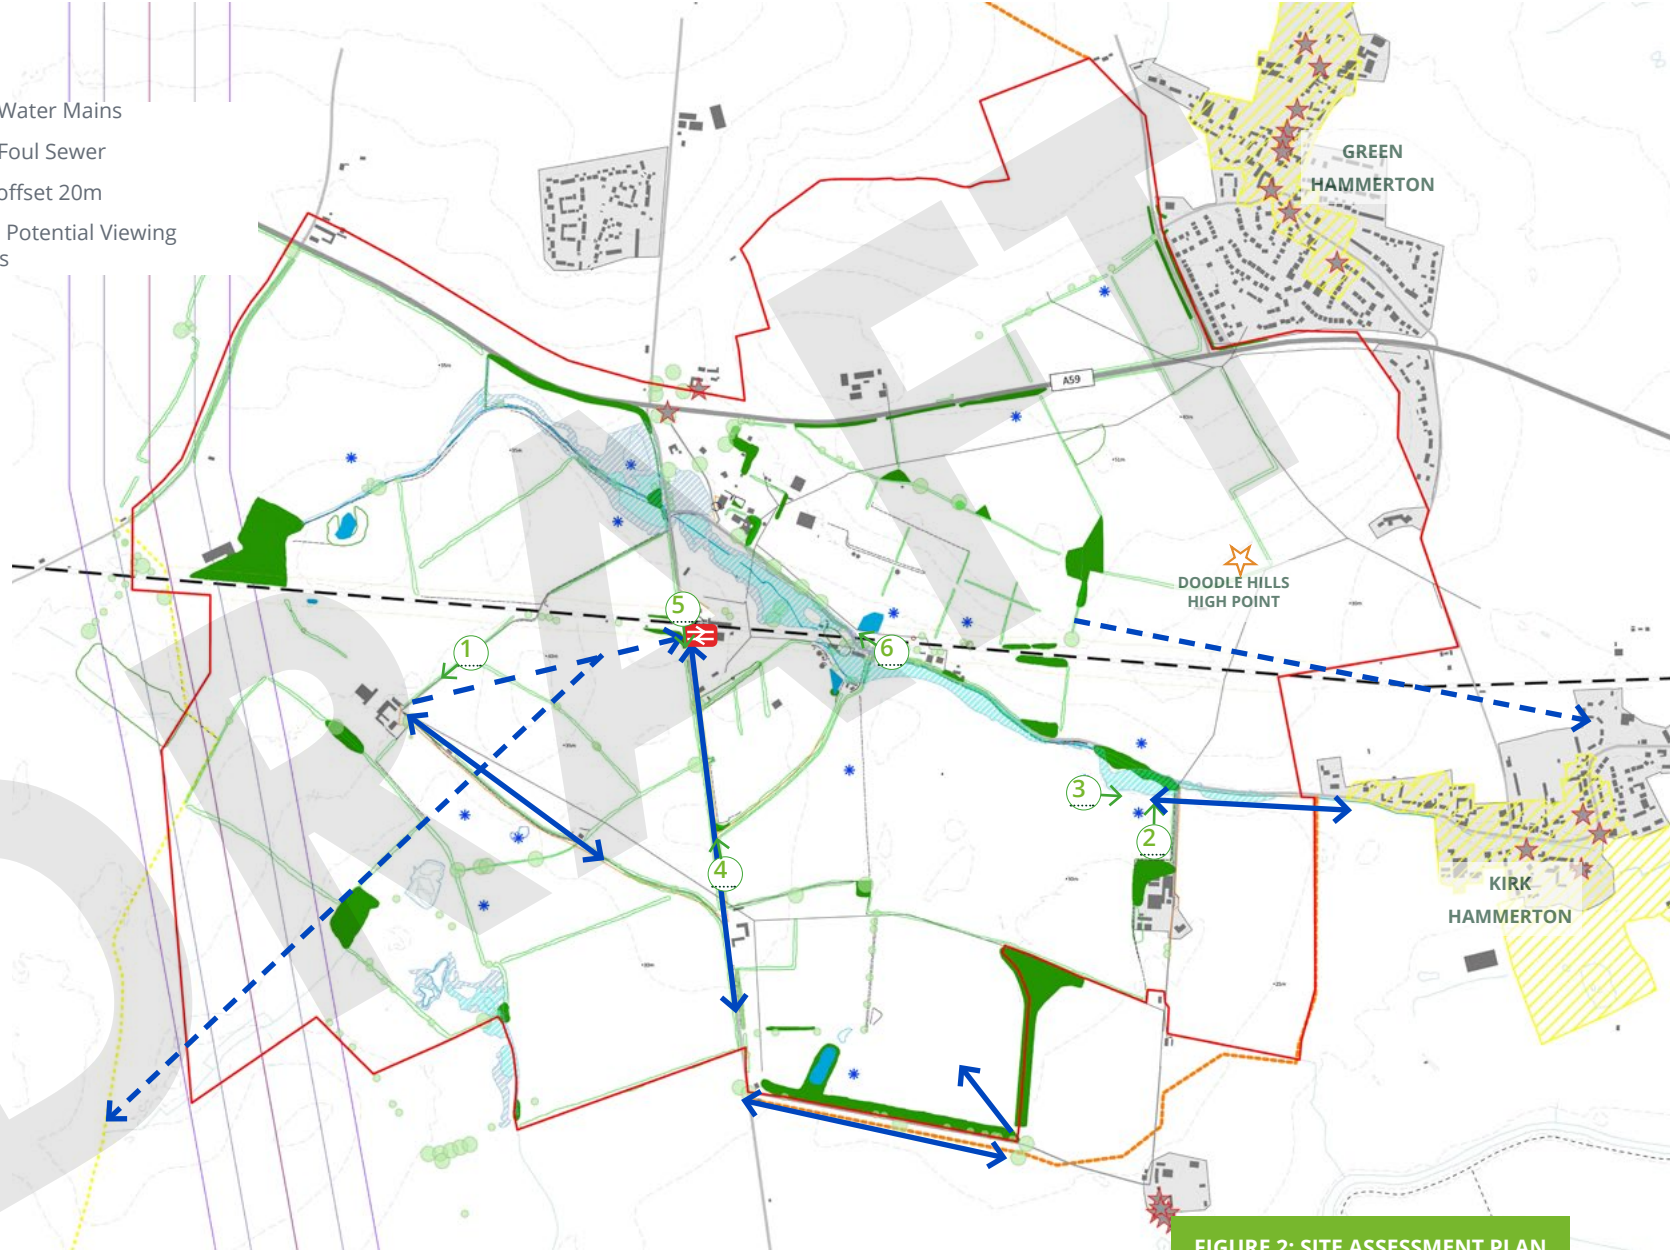 Water Mains
Foul Sewer
offset 20m
Potential Viewing
s
GREEN
HAMMERTON
A59
DOODLE HILLS
HIGH POINT
5
1
6
3
2
4
KIRK
HAMMERTON
DRAFT
FIGURE 2: SITE ASSESSMENT PLAN